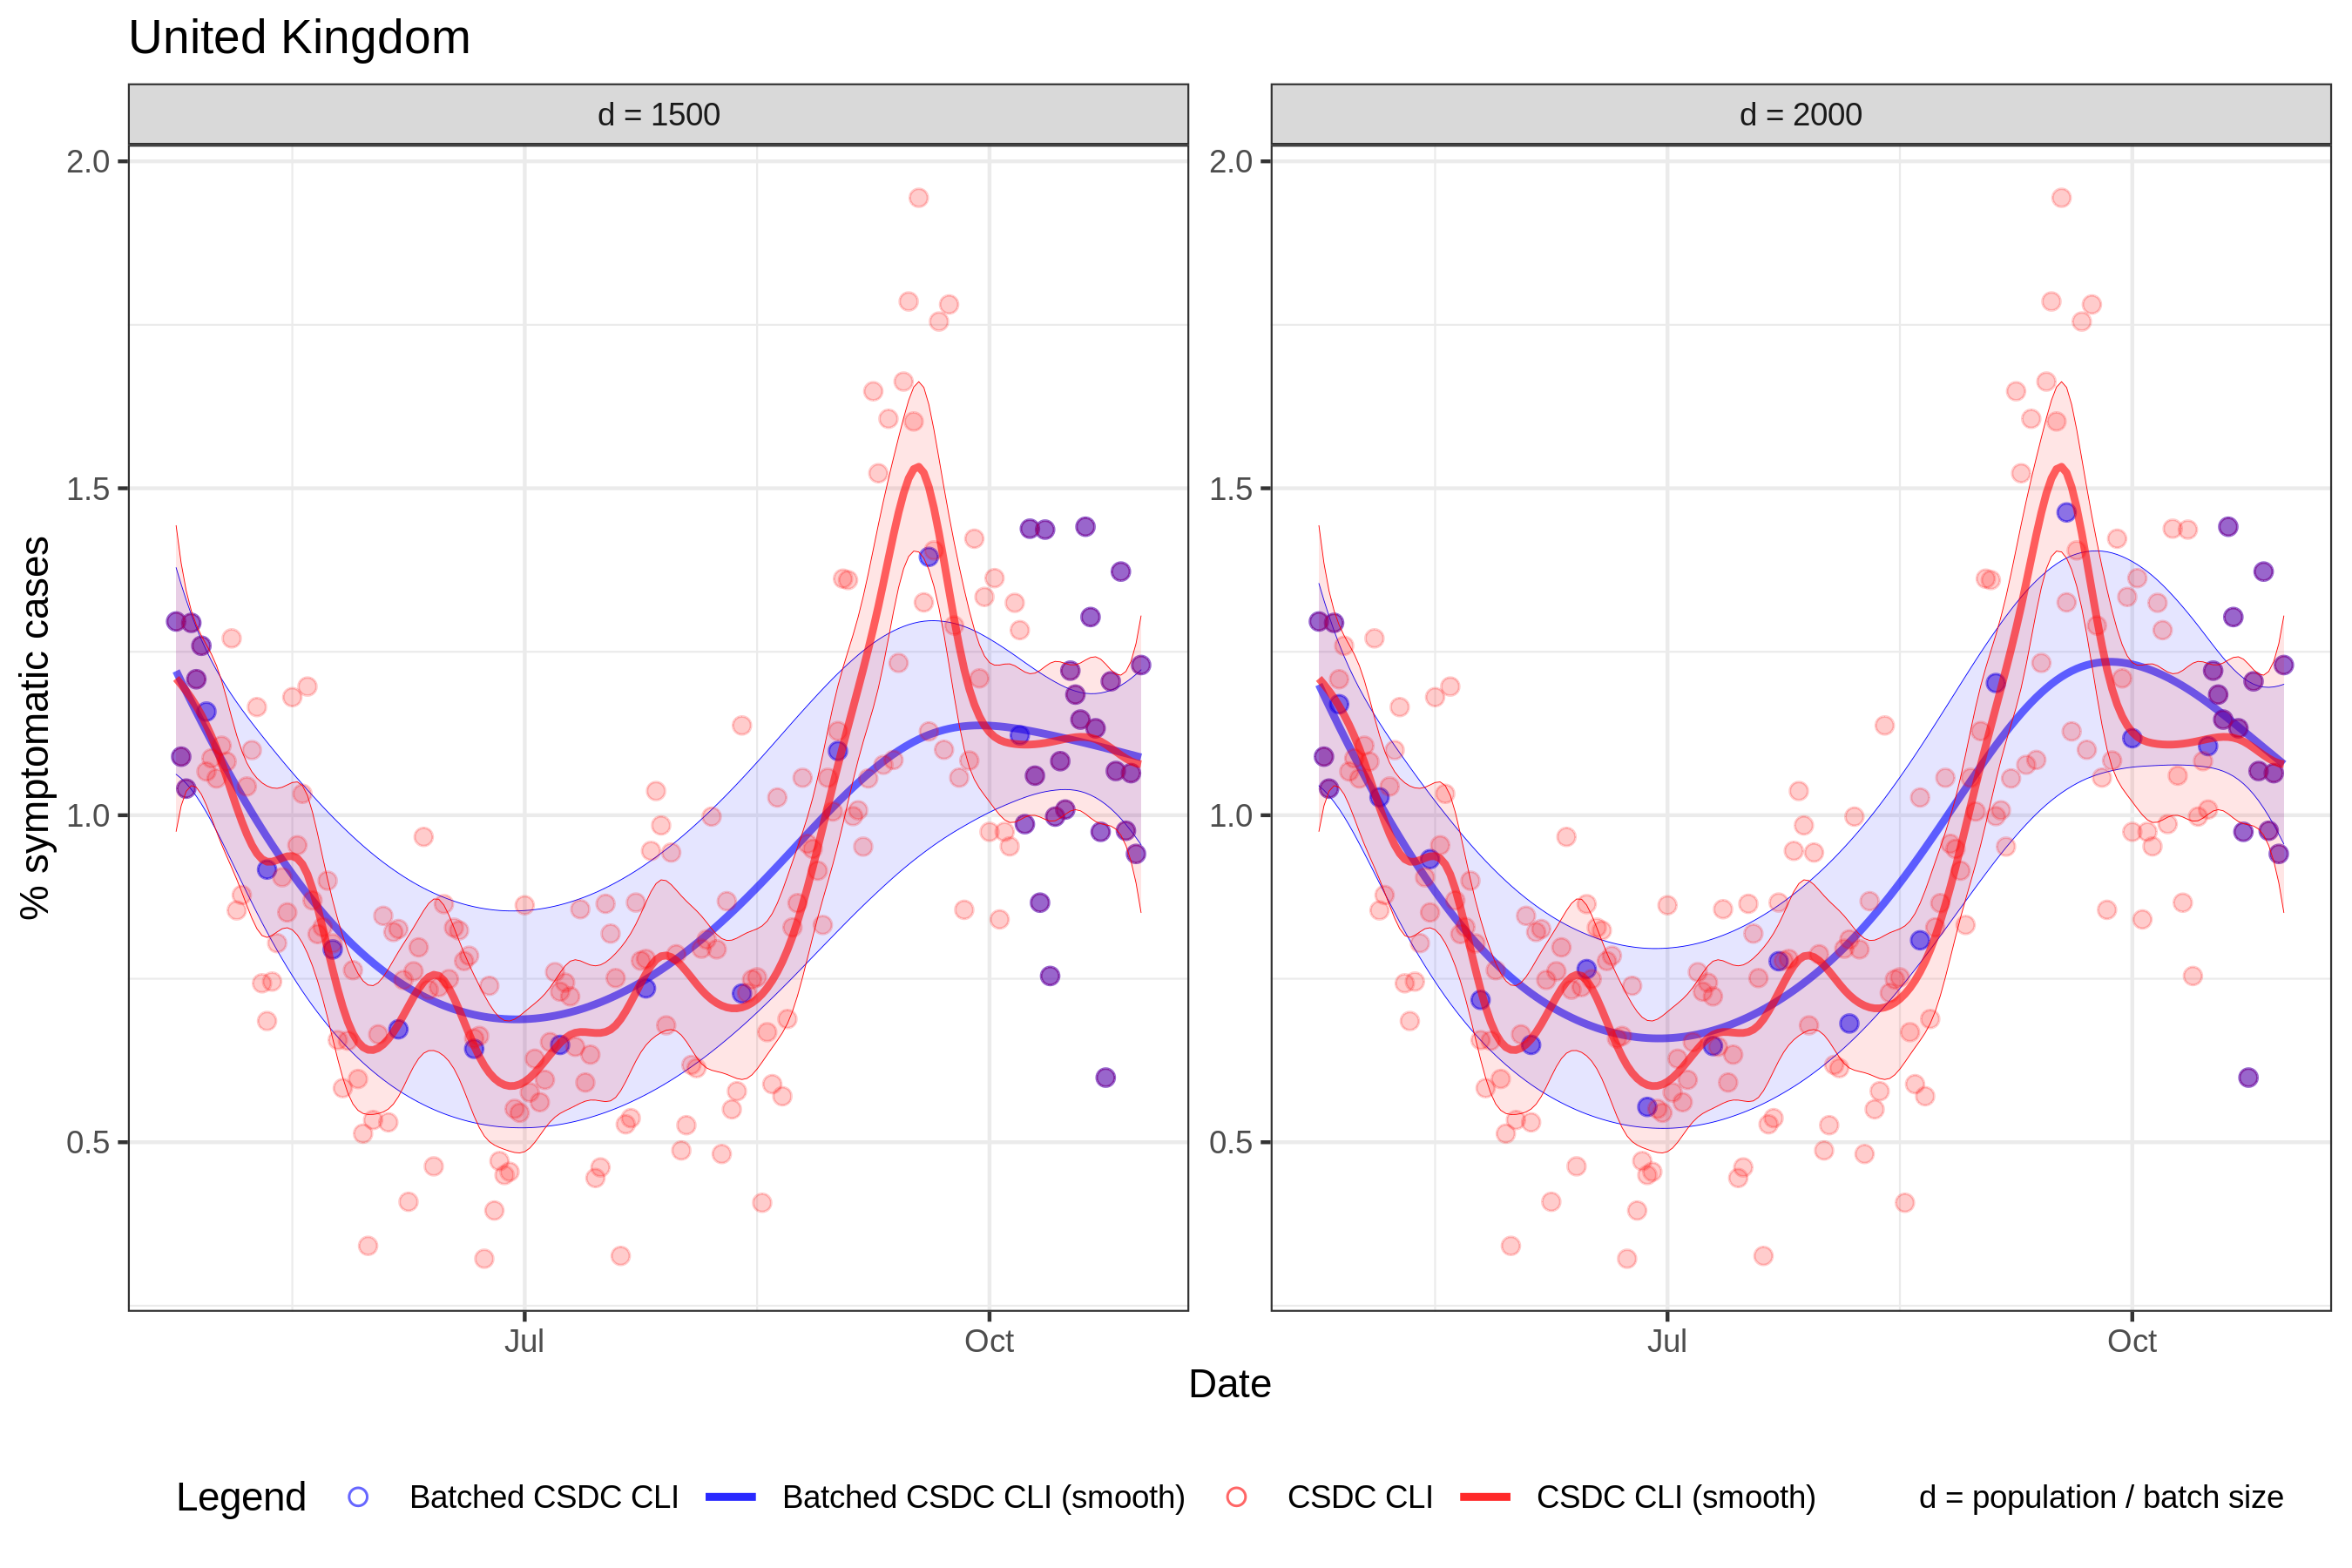 United Kingdom
d = 1500
d = 2000
% symptomatic cases
2.0
1.5
1.0
0.5
2.0
1.5
1.0
0.5
Jul
Oct
Jul
Oct
Date
Legend Batched CSDC CLI Batched CSDC CLI (smooth) CSDC CLI CSDC CLI (smooth) d = population / batch size